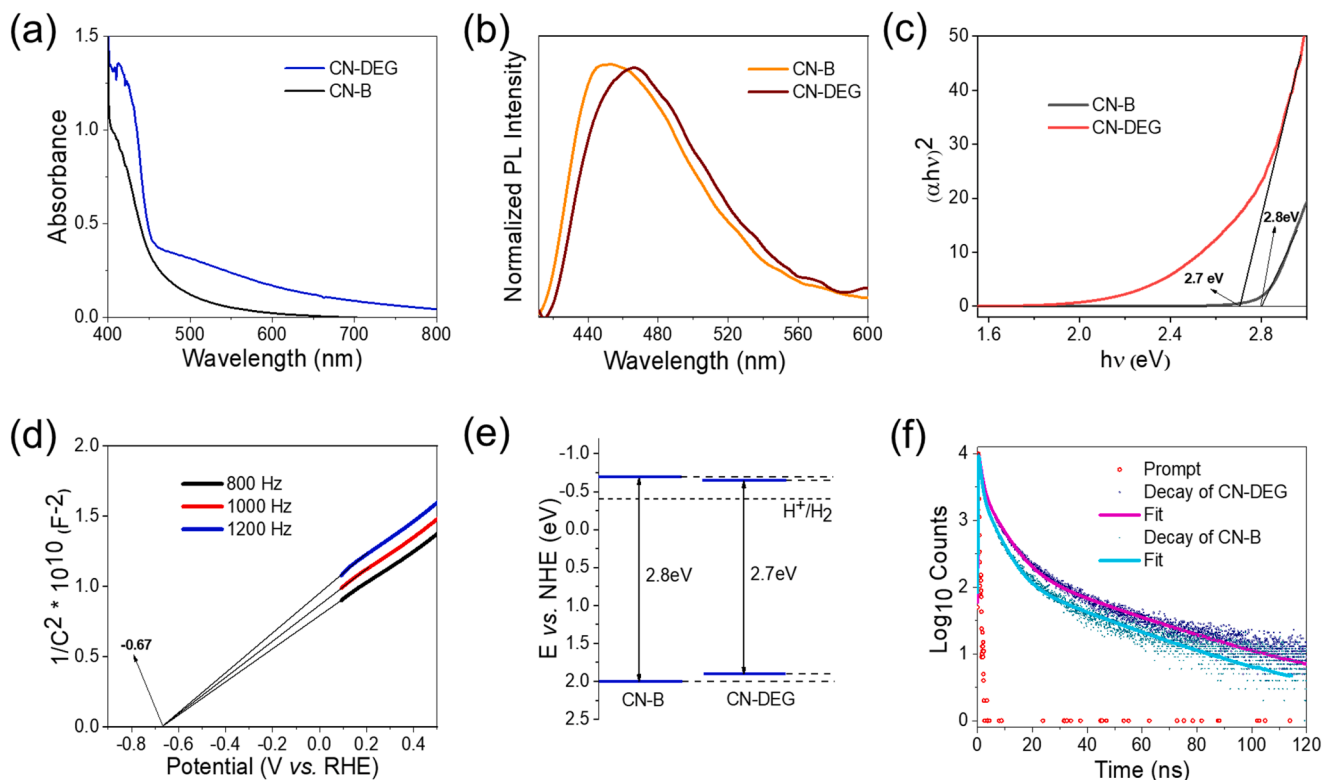 (a)
Absorbance
1.5
1.0
0.5
0.0
CN-DEG
CN-B
400 500 600 700 800
Wavelength (nm)
(b)
Normalized PL Intensity
CN-B
CN-DEG
440 480 520 560 600
Wavelength (nm)
(c)
(αhν)2
50
40
30
20
10
0
CN-B
CN-DEG
2.8eV
2.7 eV
1.6 2.0 2.4 2.8
hν (eV)
(d)
1/C2 * 1010 (F-2)
2.0
1.5
1.0
0.5
0.0
800 Hz
1000 Hz
1200 Hz
-0.67
-0.8 -0.6 -0.4 -0.2 0.0 0.2 0.4
Potential (V vs. RHE)
(e)
E vs. NHE (eV)
-1.0
-0.5
0.0
0.5
1.0
1.5
2.0
2.5
H+/H2
2.8eV
2.7eV
CN-B
CN-DEG
(f)
Log10 Counts
4
3
2
1
0
Prompt
Decay of CN-DEG
Fit
Decay of CN-B
Fit
0 20 40 60 80 100 120
Time (ns)